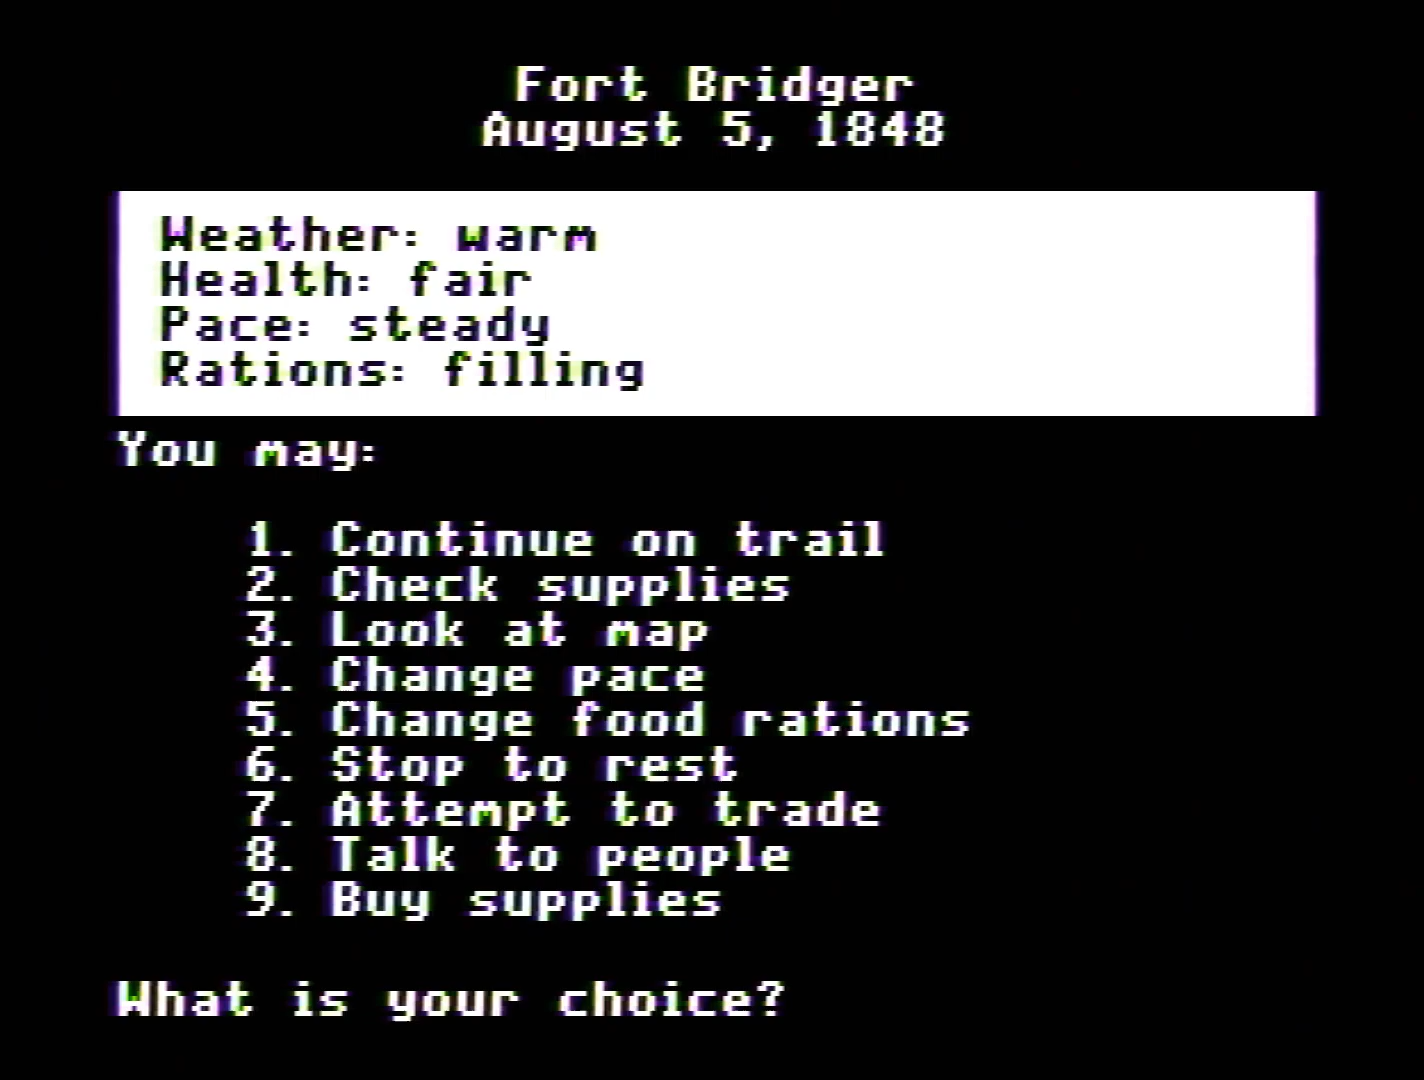 Fort Bridger
August 5, 1848
Weather: warm
Health: fair
Pace: steady
Rations: filling
You may:
1. Continue on trail
2. Check supplies
3. Look at map
4. Change pace
5. Change food rations
6. Stop to rest
7. Attempt to trade
8. Talk to people
9. Buy supplies
What is your choice?